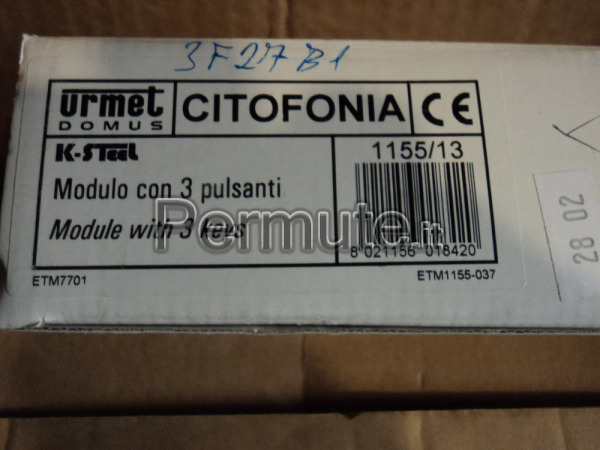 3F27B1
urmet DOMUS
CITOFONIA
CE
K-STEEL
1155/13
Modulo con 3 pulsanti
Module with 3 keys
Permute.it
8 021156 018420
ETM7701
ETM1155-037
28 02